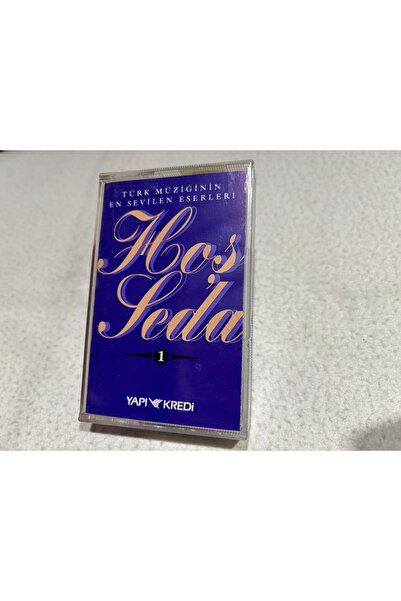 TÜRK MÜZİĞİNİN
EN SEVİLEN ESERLERİ
Hoş
Seda
1
YAPI KREDİ